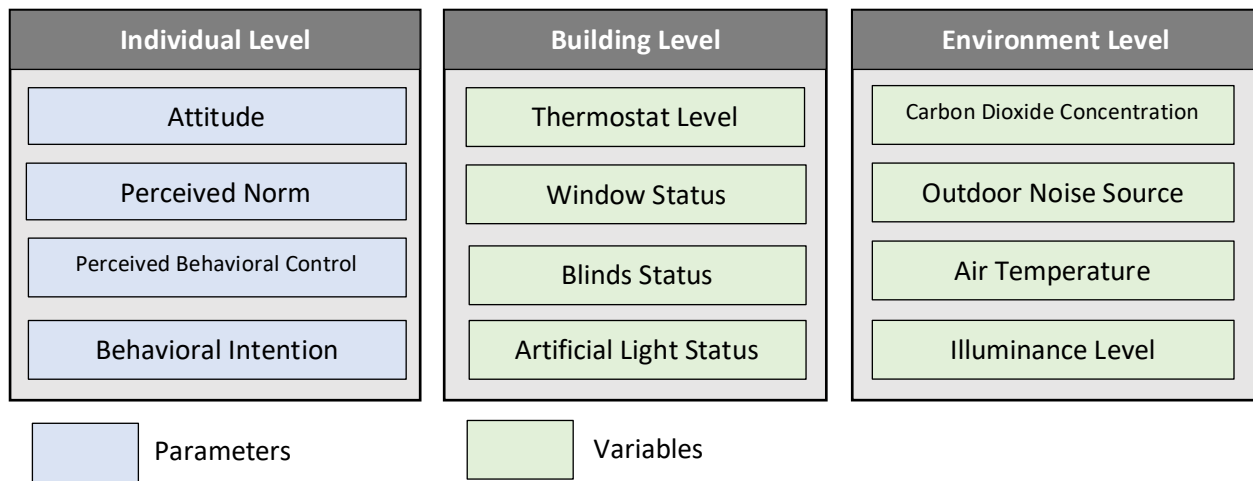 Individual Level
Attitude
Perceived Norm
Perceived Behavioral Control
Behavioral Intention
Building Level
Thermostat Level
Window Status
Blinds Status
Artificial Light Status
Environment Level
Carbon Dioxide Concentration
Outdoor Noise Source
Air Temperature
Illuminance Level
Parameters
Variables